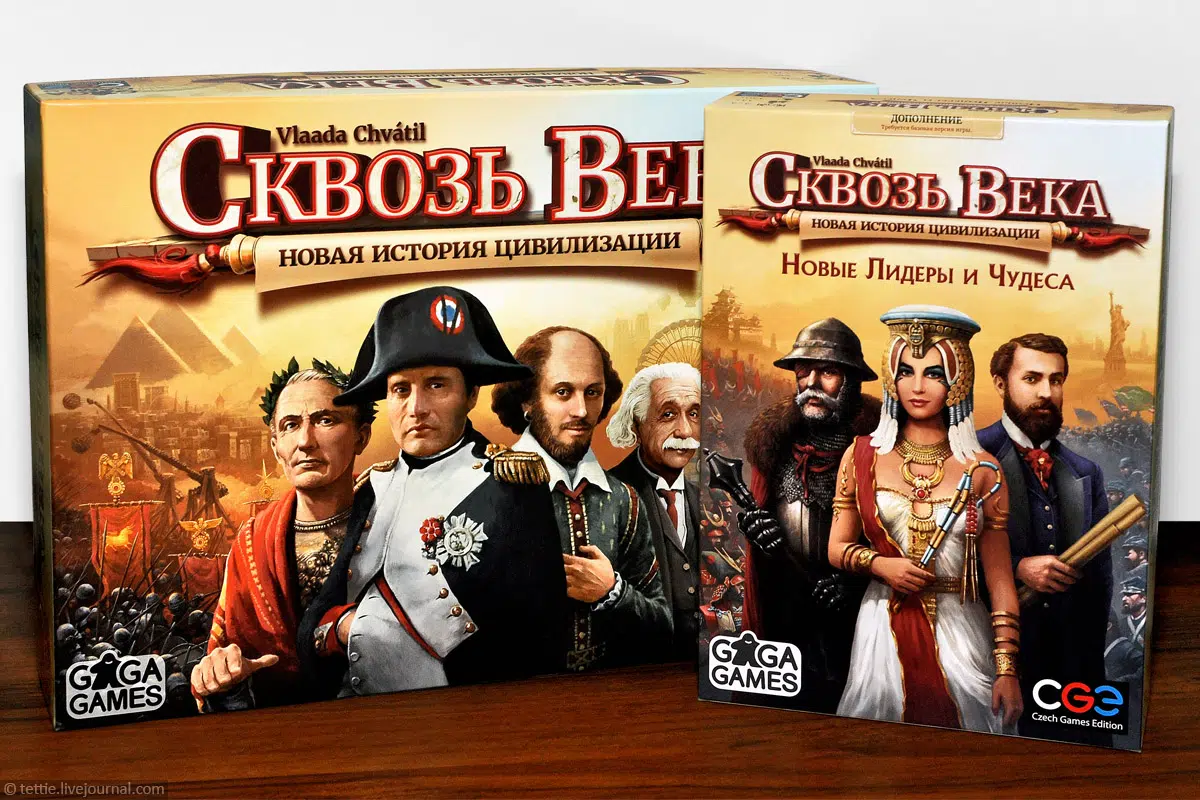 Vlaada Chvátil
СКВОЗЬ ВЕК
НОВАЯ ИСТОРИЯ ЦИВИЛИЗАЦИИ
GAGA
GAMES
ДОПОЛНЕНИЕ
Требуется базовая версия игры.
Vlaada Chvátil
СКВОЗЬ ВЕКА
НОВАЯ ИСТОРИЯ ЦИВИЛИЗАЦИИ
НОВЫЕ ЛИДЕРЫ И ЧУДЕСА
GAGA
GAMES
CGE
Czech Games Edition
© tettie.livejournal.com